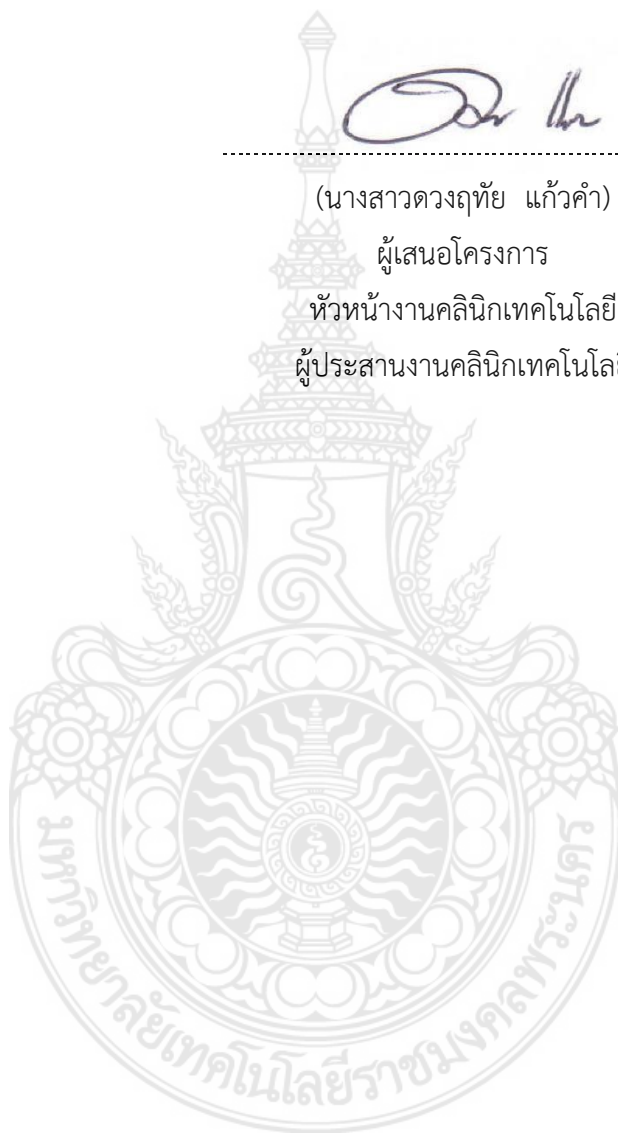 (นางสาวดวงฤทัย แก้วคำ)
ผู้เสนอโครงการ
หัวหน้างานคลินิกเทคโนโลยี
ผู้ประสานงานคลินิกเทคโนโลยี
มหาวิทยาลัยเทคโนโลยีราชมงคลพระนคร